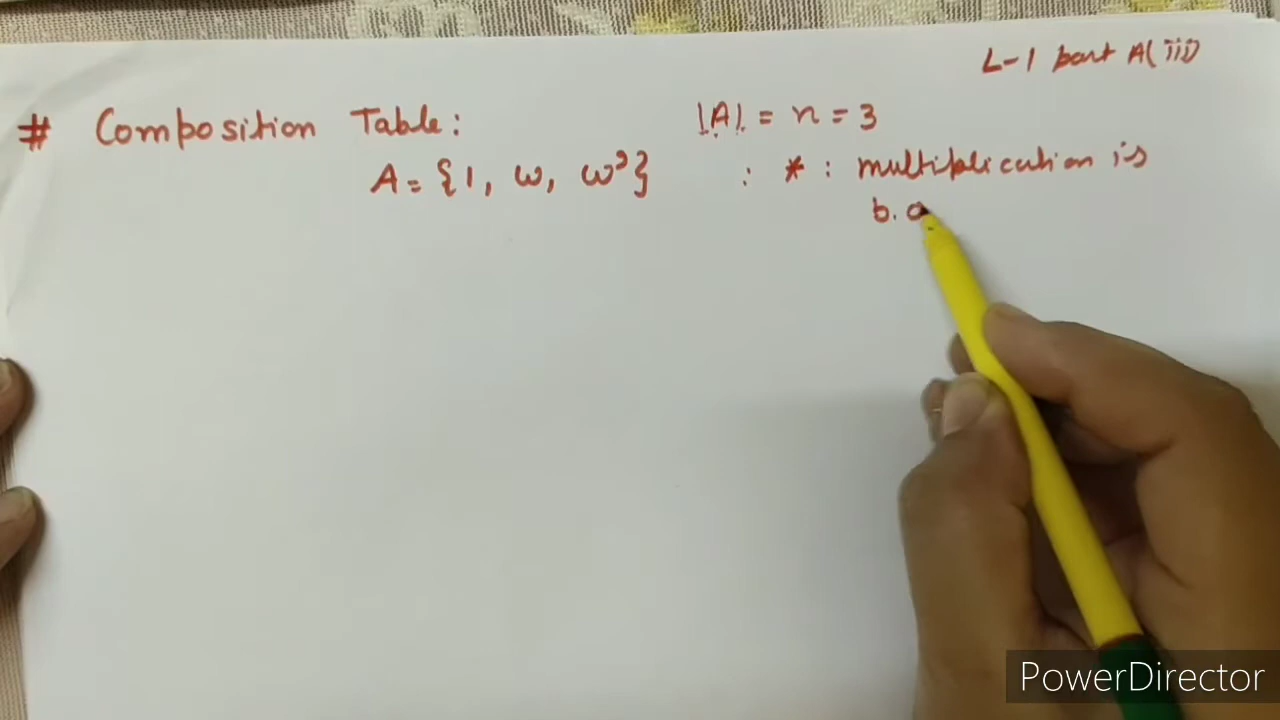 L-1 part A(iii)
# Composition Table:
|A| = n = 3
A = {1, ω, ω²}
: * : multiplication is
b. o
PowerDirector